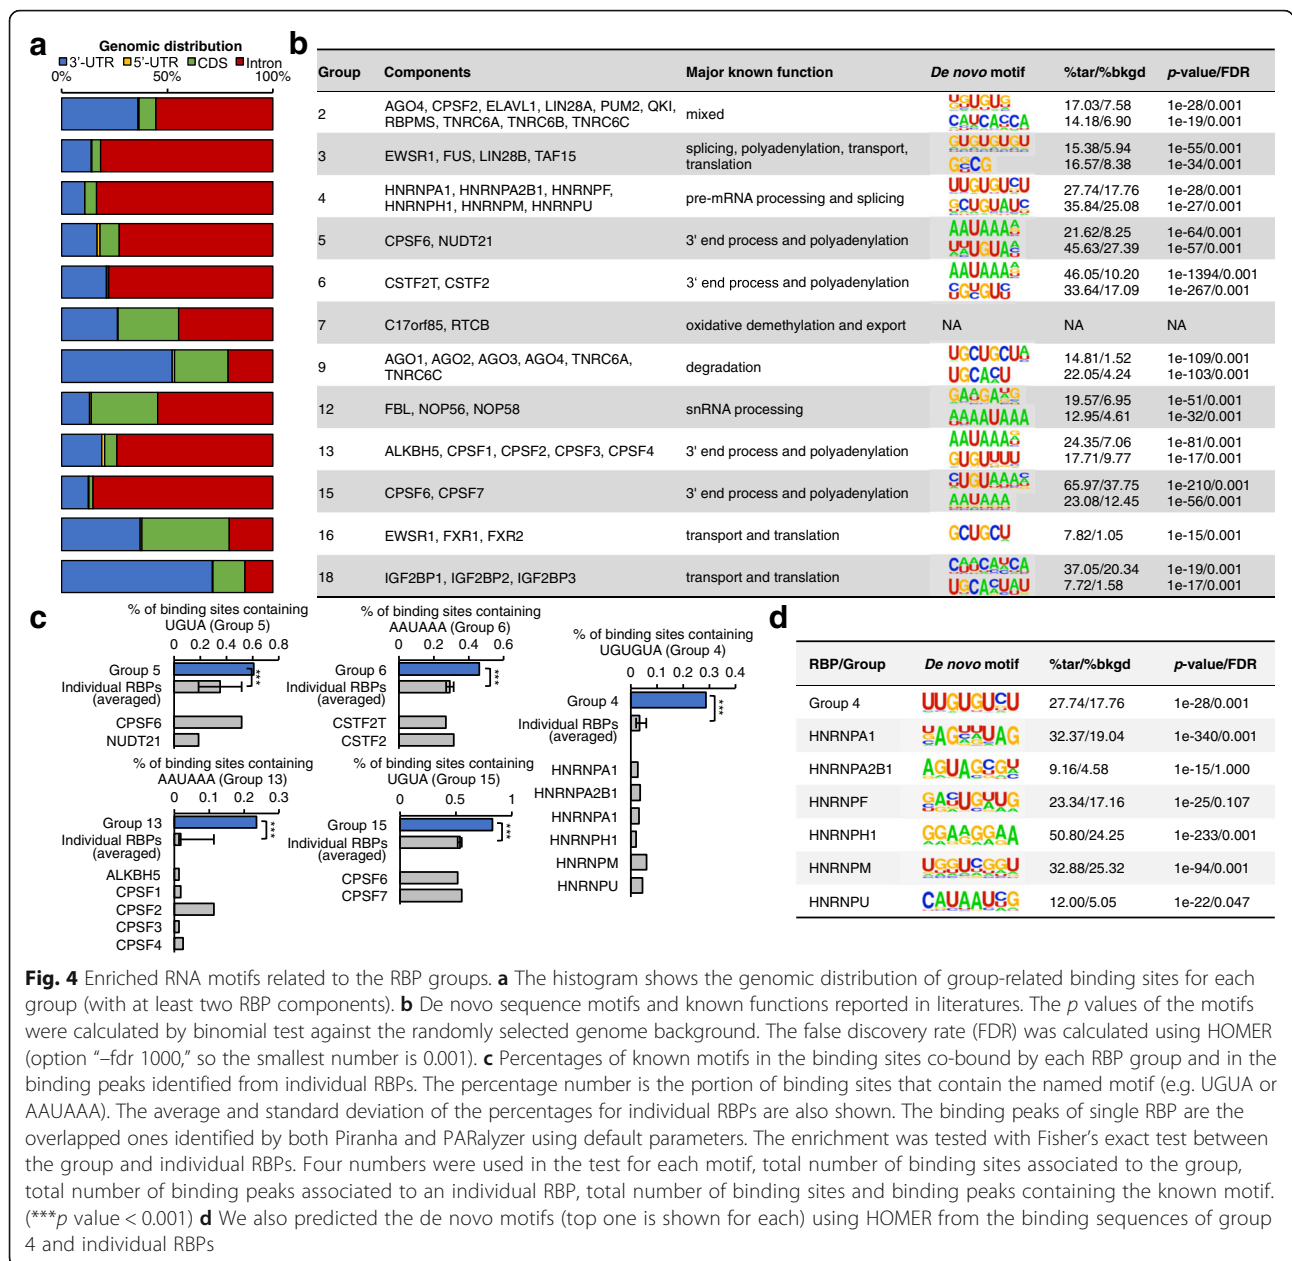 a
Genomic distribution
3'-UTR 5'-UTR CDS Intron
0% 50% 100%
b
Group Components Major known function De novo motif %tar/%bkgd p-value/FDR
2 AGO4, CPSF2, ELAVL1, LIN28A, PUM2, QKI, RBPMS, TNRC6A, TNRC6B, TNRC6C mixed UGUGUG 17.03/7.58 1e-28/0.001
CAUCACCA 14.18/6.90 1e-19/0.001
3 EWSR1, FUS, LIN28B, TAF15 splicing, polyadenylation, transport, translation GUGUGUGU 15.38/5.94 1e-55/0.001
GCCG 16.57/8.38 1e-34/0.001
4 HNRNPA1, HNRNPA2B1, HNRNPF, HNRNPH1, HNRNPM, HNRNPU pre-mRNA processing and splicing UUGUGUCU 27.74/17.76 1e-28/0.001
GCUGUAUC 35.84/25.08 1e-27/0.001
5 CPSF6, NUDT21 3' end process and polyadenylation AAUAAA 21.62/8.25 1e-64/0.001
UGUA 45.63/27.39 1e-57/0.001
6 CSTF2T, CSTF2 3' end process and polyadenylation AAUAAA 46.05/10.20 1e-1394/0.001
GUGU 33.64/17.09 1e-267/0.001
7 C17orf85, RTCB oxidative demethylation and export NA NA NA
9 AGO1, AGO2, AGO3, AGO4, TNRC6A, TNRC6C degradation UGCUGCUA 14.81/1.52 1e-109/0.001
UGCACU 22.05/4.24 1e-103/0.001
12 FBL, NOP56, NOP58 snRNA processing GAAGA 19.57/6.95 1e-51/0.001
AAAAUAAA 12.95/4.61 1e-32/0.001
13 ALKBH5, CPSF1, CPSF2, CPSF3, CPSF4 3' end process and polyadenylation AAUAAA 24.35/7.06 1e-81/0.001
GUGUUUU 17.71/9.77 1e-17/0.001
15 CPSF6, CPSF7 3' end process and polyadenylation CUGUAAA 65.97/37.75 1e-210/0.001
AAUAAA 23.08/12.45 1e-56/0.001
16 EWSR1, FXR1, FXR2 transport and translation GCUGCU 7.82/1.05 1e-15/0.001
18 IGF2BP1, IGF2BP2, IGF2BP3 transport and translation CAUCAUCA 37.05/20.34 1e-19/0.001
UGCACUAU 7.72/1.58 1e-17/0.001
c
% of binding sites containing
UGUA (Group 5)
0 0.2 0.4 0.6 0.8
Group 5
***
Individual RBPs
(averaged)
CPSF6
NUDT21
% of binding sites containing
AAUAAA (Group 6)
0 0.2 0.4 0.6
Group 6
***
Individual RBPs
(averaged)
CSTF2T
CSTF2
% of binding sites containing
UGUGUA (Group 4)
0 0.1 0.2 0.3 0.4
Group 4
***
Individual RBPs
(averaged)
HNRNPA1
HNRNPA2B1
HNRNPA1
HNRNPH1
HNRNPM
HNRNPU
% of binding sites containing
AAUAAA (Group 13)
0 0.1 0.2 0.3
Group 13
***
Individual RBPs
(averaged)
ALKBH5
CPSF1
CPSF2
CPSF3
CPSF4
% of binding sites containing
UGUA (Group 15)
0 0.5 1
Group 15
***
Individual RBPs
(averaged)
CPSF6
CPSF7
d
RBP/Group De novo motif %tar/%bkgd p-value/FDR
Group 4 UUGUGUCU 27.74/17.76 1e-28/0.001
HNRNPA1 AG UAG 32.37/19.04 1e-340/0.001
HNRNPA2B1 AGUAG 9.16/4.58 1e-15/1.000
HNRNPF GA UG UG 23.34/17.16 1e-25/0.107
HNRNPH1 GGAAGGAA 50.80/24.25 1e-233/0.001
HNRNPM UGGU GGU 32.88/25.32 1e-94/0.001
HNRNPU CAUAAU G 12.00/5.05 1e-22/0.047
Fig. 4 Enriched RNA motifs related to the RBP groups. a The histogram shows the genomic distribution of group-related binding sites for each
group (with at least two RBP components). b De novo sequence motifs and known functions reported in literatures. The p values of the motifs
were calculated by binomial test against the randomly selected genome background. The false discovery rate (FDR) was calculated using HOMER
(option “–fdr 1000,” so the smallest number is 0.001). c Percentages of known motifs in the binding sites co-bound by each RBP group and in the
binding peaks identified from individual RBPs. The percentage number is the portion of binding sites that contain the named motif (e.g. UGUA or
AAUAAA). The average and standard deviation of the percentages for individual RBPs are also shown. The binding peaks of single RBP are the
overlapped ones identified by both Piranha and PARalyzer using default parameters. The enrichment was tested with Fisher’s exact test between
the group and individual RBPs. Four numbers were used in the test for each motif, total number of binding sites associated to the group,
total number of binding peaks associated to an individual RBP, total number of binding sites and binding peaks containing the known motif.
(***p value < 0.001) d We also predicted the de novo motifs (top one is shown for each) using HOMER from the binding sequences of group
4 and individual RBPs